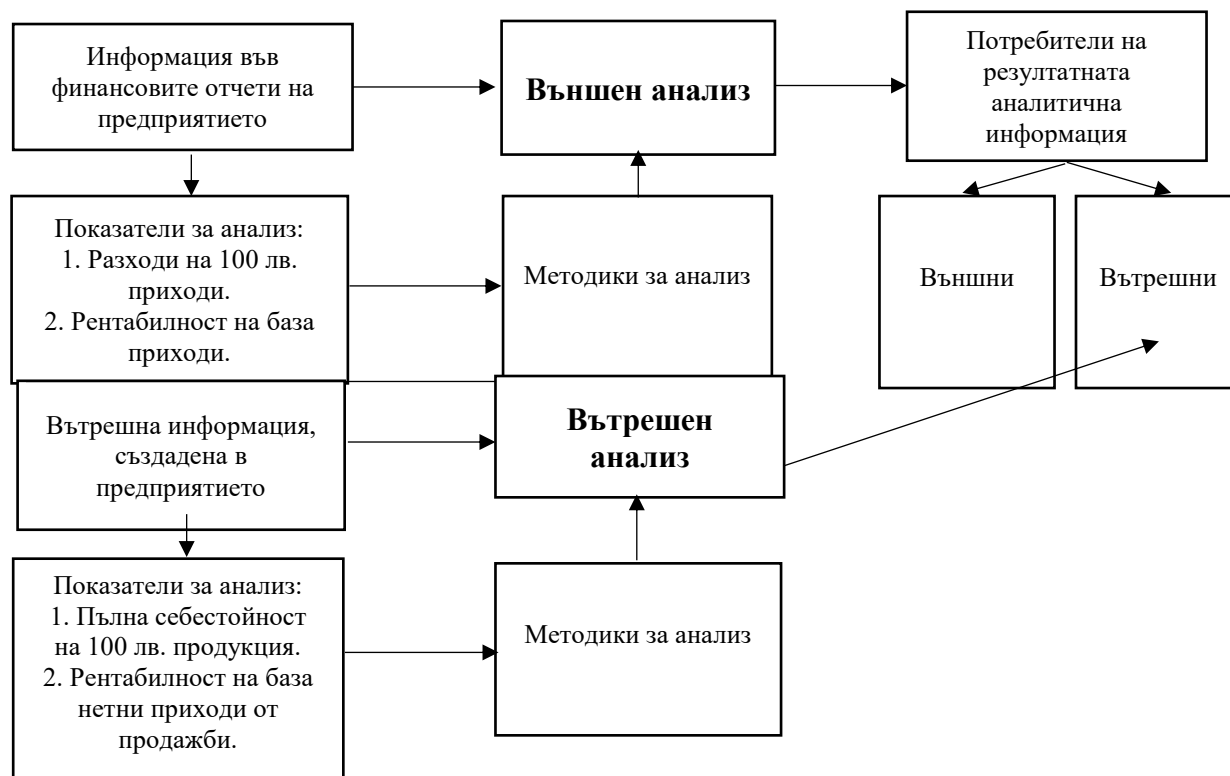 Информация във
финансовите отчети на
предприятието
Външен анализ
Потребители на
резултатната
аналитична
информация
Показатели за анализ:
1. Разходи на 100 лв.
приходи.
2. Рентабилност на база
приходи.
Методики за анализ
Външни
Вътрешни
Вътрешна информация,
създадена в
предприятието
Вътрешен
анализ
Показатели за анализ:
1. Пълна себестойност
на 100 лв. продукция.
2. Рентабилност на база
нетни приходи от
продажби.
Методики за анализ